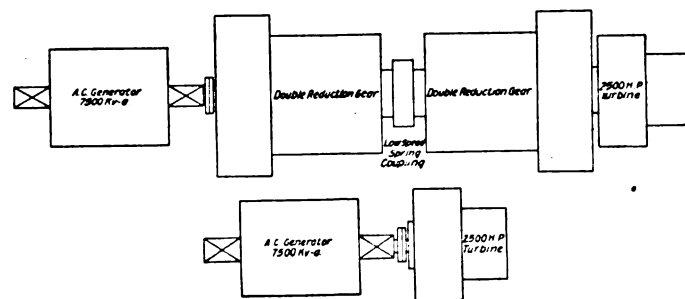 A.C. Generator
7500 Kv-a
Double Reduction Gear
Low Speed
Spring
Coupling
Double Reduction Gear
2500 H P
Turbine
A.C. Generator
7500 Kv-a
2500 H P
Turbine